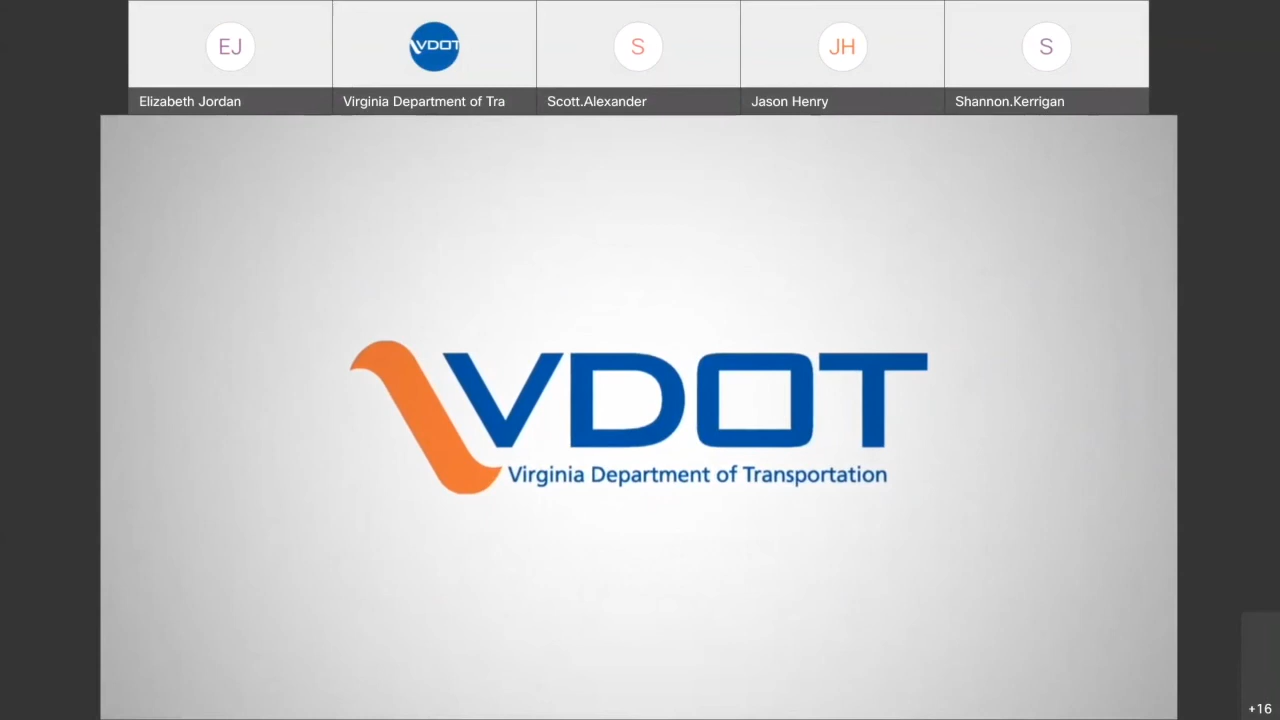 EJ
VDOT
S
JH
S
Elizabeth Jordan
Virginia Department of Tra
Scott.Alexander
Jason Henry
Shannon.Kerrigan
VDOT
Virginia Department of Transportation
+16